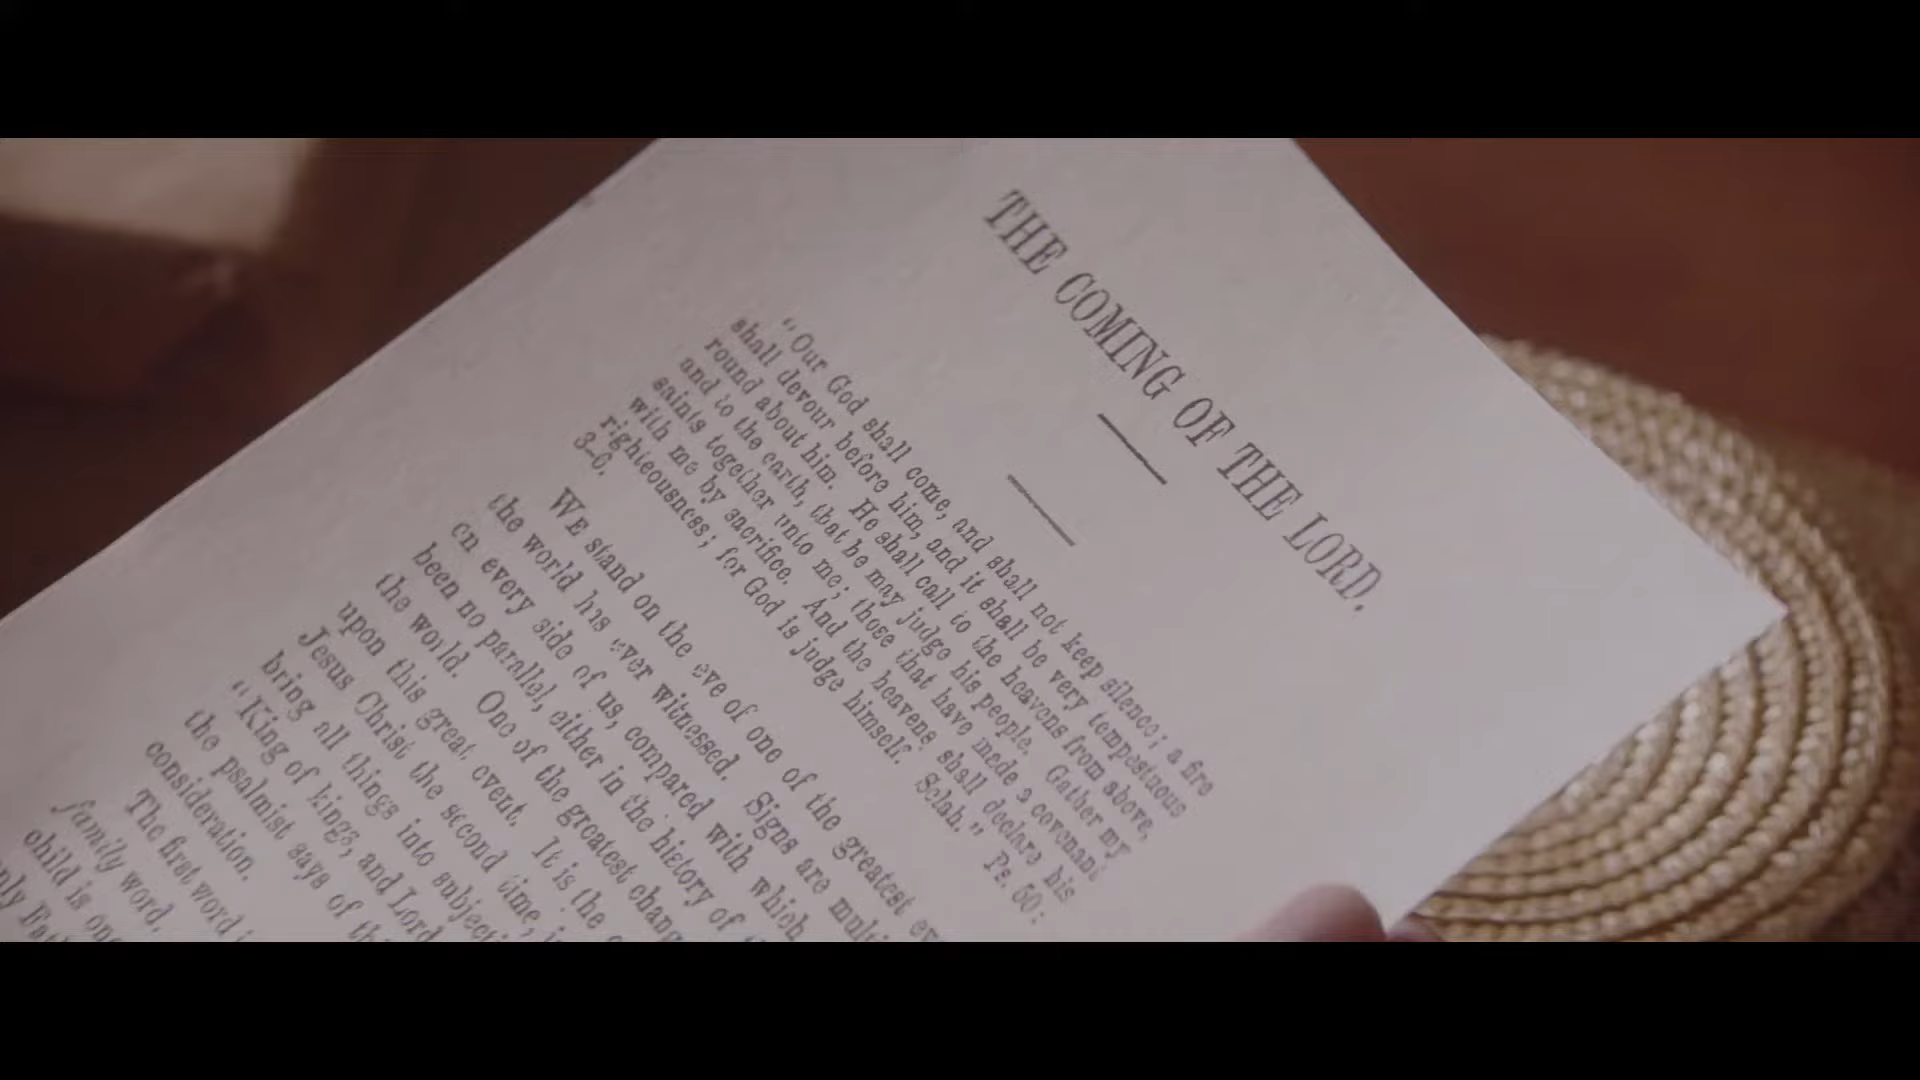 THE COMING OF THE LORD.
"Our God shall come, and shall not keep silence; a fire
shall devour before him, and it shall be very tempestuous
round about him. He shall call to the heavens from above,
and to the earth, that he may judge his people. Gather my
saints together unto me; those that have made a covenant
with me by sacrifice. And the heavens shall declare his
righteousness; for God is judge himself. Selah." Ps. 50:
3-6.
WE stand on the eve of one of the greatest
the world has ever witnessed. Signs are
on every side of us, compared with which
been no parallel, either in the history of
the world. One of the greatest
upon this great event. It is the
Jesus Christ the second time,
bring all things into
"King of kings, and Lord
the psalmist says of
consideration.
The first word
family word.
child is